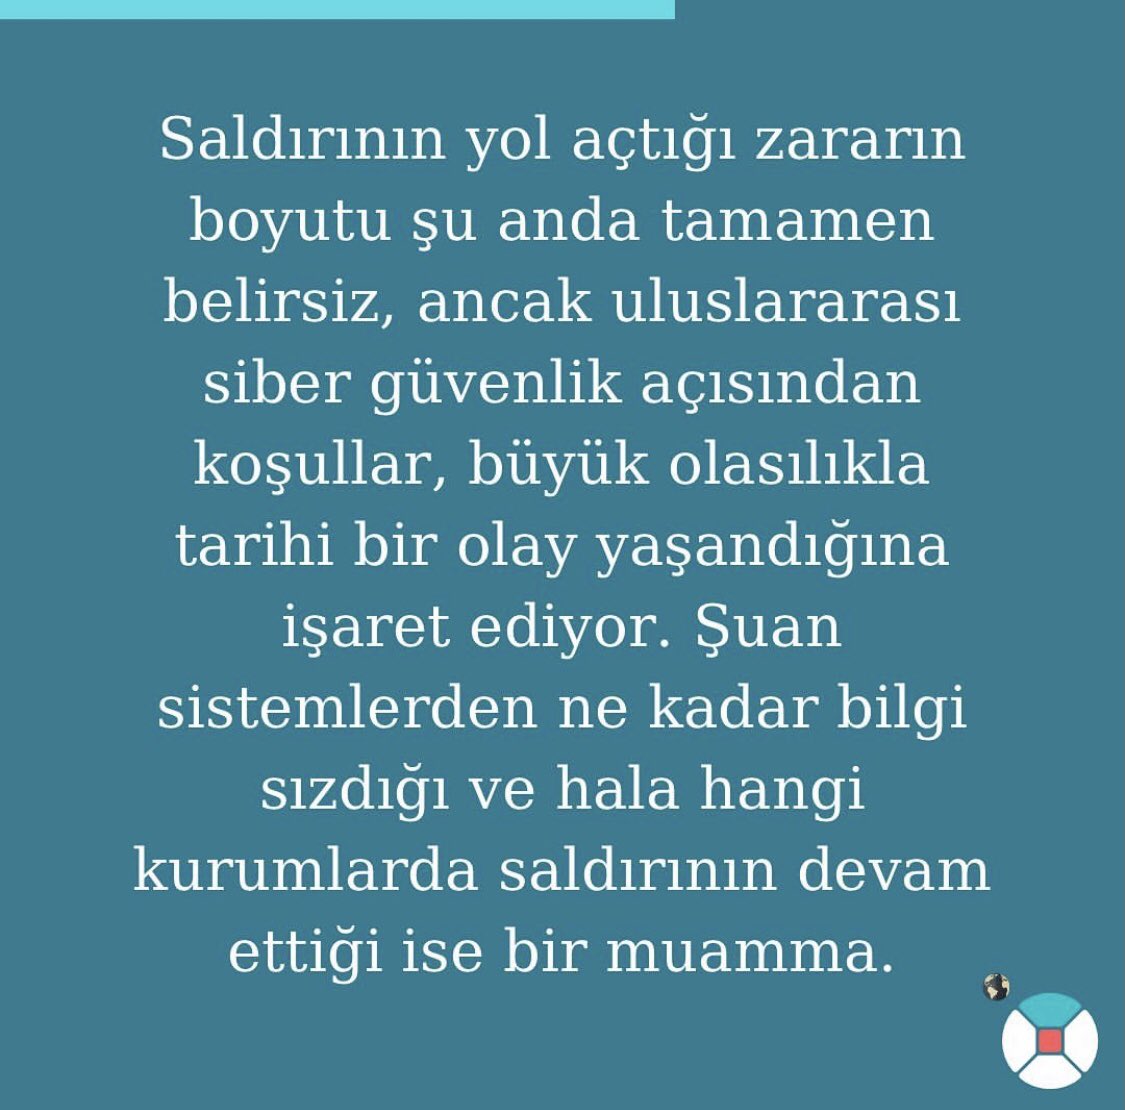 Saldırının yol açtığı zararın
boyutu şu anda tamamen
belirsiz, ancak uluslararası
siber güvenlik açısından
koşullar, büyük olasılıkla
tarihi bir olay yaşandığına
işaret ediyor. Şuan
sistemlerden ne kadar bilgi
sızdığı ve hala hangi
kurumlarda saldırının devam
ettiği ise bir muamma.